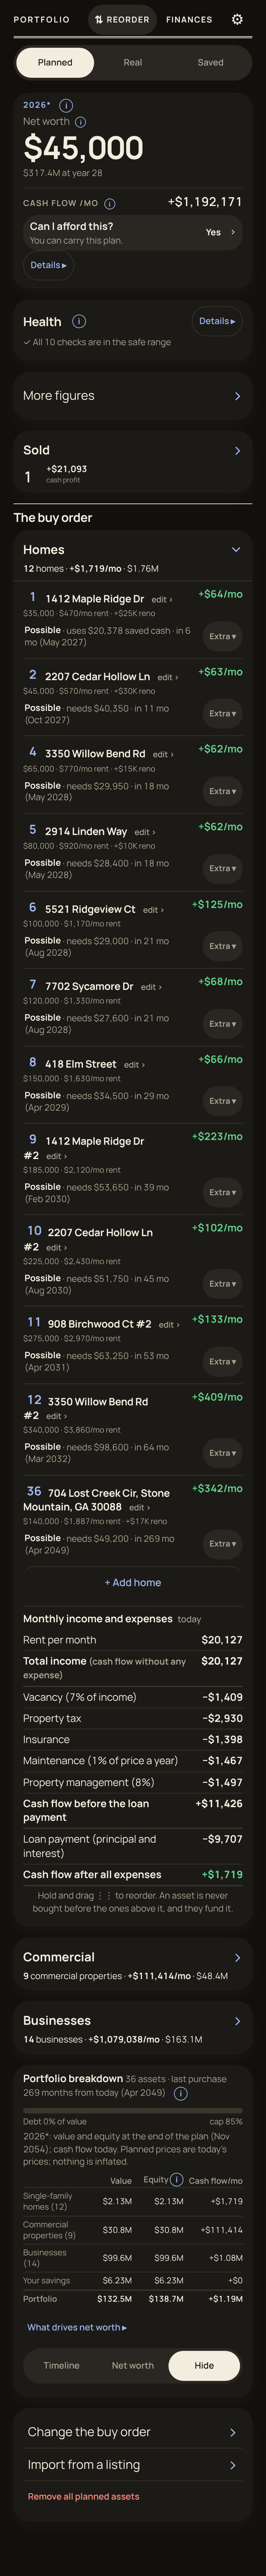 PORTFOLIO ⇅ REORDER FINANCES
Planned Real Saved
2026*
Net worth
$45,000
$317.4M at year 28
CASH FLOW /MO +$1,192,171
Can I afford this? Yes ›
You can carry this plan.
Details ▸
Health Details ▸
✓ All 10 checks are in the safe range
More figures
Sold
1 +$21,093
cash profit
The buy order
Homes
12 homes · +$1,719/mo · $1.76M
1 1412 Maple Ridge Dr edit › +$64/mo
$35,000 · $470/mo rent · +$25K reno
Possible · uses $20,378 saved cash · in 6
mo (May 2027)
Extra ▾
2 2207 Cedar Hollow Ln edit › +$63/mo
$45,000 · $570/mo rent · +$30K reno
Possible · needs $40,350 · in 11 mo
(Oct 2027)
Extra ▾
4 3350 Willow Bend Rd edit › +$62/mo
$65,000 · $770/mo rent · +$15K reno
Possible · needs $29,950 · in 18 mo
(May 2028)
Extra ▾
5 2914 Linden Way edit › +$62/mo
$80,000 · $920/mo rent · +$10K reno
Possible · needs $28,400 · in 18 mo
(May 2028)
Extra ▾
6 5521 Ridgeview Ct edit › +$125/mo
$100,000 · $1,170/mo rent
Possible · needs $29,000 · in 21 mo
(Aug 2028)
Extra ▾
7 7702 Sycamore Dr edit › +$68/mo
$120,000 · $1,330/mo rent
Possible · needs $27,600 · in 21 mo
(Aug 2028)
Extra ▾
8 418 Elm Street edit › +$66/mo
$150,000 · $1,630/mo rent
Possible · needs $34,500 · in 29 mo
(Apr 2029)
Extra ▾
9 1412 Maple Ridge Dr +$223/mo
#2 edit ›
$185,000 · $2,120/mo rent
Possible · needs $53,650 · in 39 mo
(Feb 2030)
Extra ▾
10 2207 Cedar Hollow Ln +$102/mo
#2 edit ›
$225,000 · $2,430/mo rent
Possible · needs $51,750 · in 45 mo
(Aug 2030)
Extra ▾
11 908 Birchwood Ct #2 edit › +$133/mo
$275,000 · $2,970/mo rent
Possible · needs $63,250 · in 53 mo
(Apr 2031)
Extra ▾
12 3350 Willow Bend Rd +$409/mo
#2 edit ›
$340,000 · $3,860/mo rent
Possible · needs $98,600 · in 64 mo
(Mar 2032)
Extra ▾
36 704 Lost Creek Cir, Stone +$342/mo
Mountain, GA 30088 edit ›
$140,000 · $1,887/mo rent · +$17K reno
Possible · needs $49,200 · in 269 mo
(Apr 2049)
Extra ▾
+ Add home
Monthly income and expenses today
Rent per month $20,127
Total income (cash flow without any $20,127
expense)
Vacancy (7% of income) −$1,409
Property tax −$2,930
Insurance −$1,398
Maintenance (1% of price a year) −$1,467
Property management (8%) −$1,497
Cash flow before the loan +$11,426
payment
Loan payment (principal and −$9,707
interest)
Cash flow after all expenses +$1,719
Hold and drag ⋮⋮ to reorder. An asset is never
bought before the ones above it, and they fund it.
Commercial
9 commercial properties · +$111,414/mo · $48.4M
Businesses
14 businesses · +$1,079,038/mo · $163.1M
Portfolio breakdown 36 assets · last purchase
269 months from today (Apr 2049)
Debt 0% of value cap 85%
2026*: value and equity at the end of the plan (Nov
2054); cash flow today. Planned prices are today's
prices; nothing is inflated.
Value Equity Cash flow/mo
Single-family
homes (12) $2.13M $2.13M +$1,719
Commercial
properties (9) $30.8M $30.8M +$111,414
Businesses
(14) $99.6M $99.6M +$1.08M
Your savings $6.23M $6.23M +$0
Portfolio $132.5M $138.7M +$1.19M
What drives net worth ▸
Timeline Net worth Hide
Change the buy order
Import from a listing
Remove all planned assets